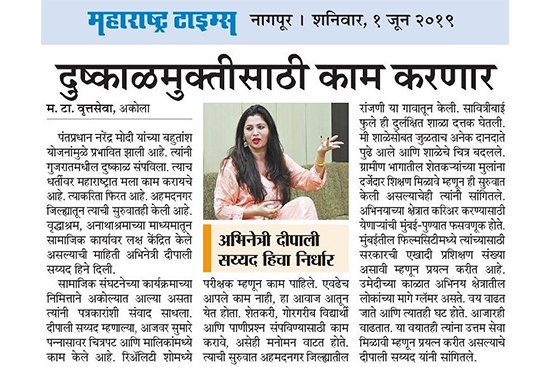 महाराष्ट्र टाइम्स
नागपूर । शनिवार, १ जून २०१९
दुष्काळमुक्तीसाठी काम करणार
म. टा. वृत्तसेवा, अकोला
पंतप्रधान नरेंद्र मोदी यांच्या बहुतांश
योजनांमुळे प्रभावित झाली आहे. त्यांनी
गुजरातमधील दुष्काळ संपविला. त्याच
धर्तीवर महाराष्ट्रात मला काम करायचे
आहे. त्याकरिता फिरत आहे. अहमदनगर
जिल्ह्यातून त्याची सुरुवातही केली आहे.
वृद्धाश्रम, अनाथाश्रमाच्या माध्यमातून
सामाजिक कार्यावर लक्ष केंद्रित केले
असल्याची माहिती अभिनेत्री दीपाली
सय्यद हिने दिली.
सामाजिक संघटनेच्या कार्यक्रमाच्या
निमित्ताने अकोल्यात आल्या असता
त्यांनी पत्रकारांशी संवाद साधला.
दीपाली सय्यद म्हणाल्या, आजवर सुमारे
पन्नासावर चित्रपट आणि मालिकांमध्ये
काम केले आहे. रिअॅलिटी शोमध्ये
अभिनेत्री दीपाली
सय्यद हिचा निर्धार
परीक्षक म्हणून काम पाहिले. एवढेच
आपले काम नाही, हा आवाज आतून
येत होता. शेतकरी, गोरगरीब विद्यार्थी
आणि पाणीप्रश्न संपविण्यासाठी काम
करावे, असेही मनोमन वाटत होते.
त्याची सुरुवात अहमदनगर जिल्ह्यातील
रांजणी या गावातून केली. सावित्रीबाई
फुले ही दुर्लक्षित शाळा दत्तक घेतली.
मी शाळेसोबत जुळताच अनेक दानदाते
पुढे आले आणि शाळेचे चित्र बदलले.
ग्रामीण भागातील शेतकऱ्यांच्या मुलांना
दर्जेदार शिक्षण मिळावे म्हणून ही सुरुवात
केली असल्याचेही त्यांनी सांगितले.
अभिनयाच्या क्षेत्रात करिअर करण्यासाठी
येणाऱ्यांची मुंबई-पुण्यात फसवणूक होते.
मुंबईतील फिल्मसिटीमध्ये त्यांच्यासाठी
सरकारची एखादी प्रशिक्षण संख्या
असावी म्हणून प्रयत्न करीत आहे.
उमेदीच्या काळात अभिनय क्षेत्रातील
लोकांच्या मागे ग्लॅमर असते. वय वाढत
जाते आणि त्यातही घट होते. आजारही
वाढतात. या वयातही त्यांना उत्तम सेवा
मिळावी म्हणून प्रयत्न करीत असल्याचे
दीपाली सय्यद यांनी सांगितले.